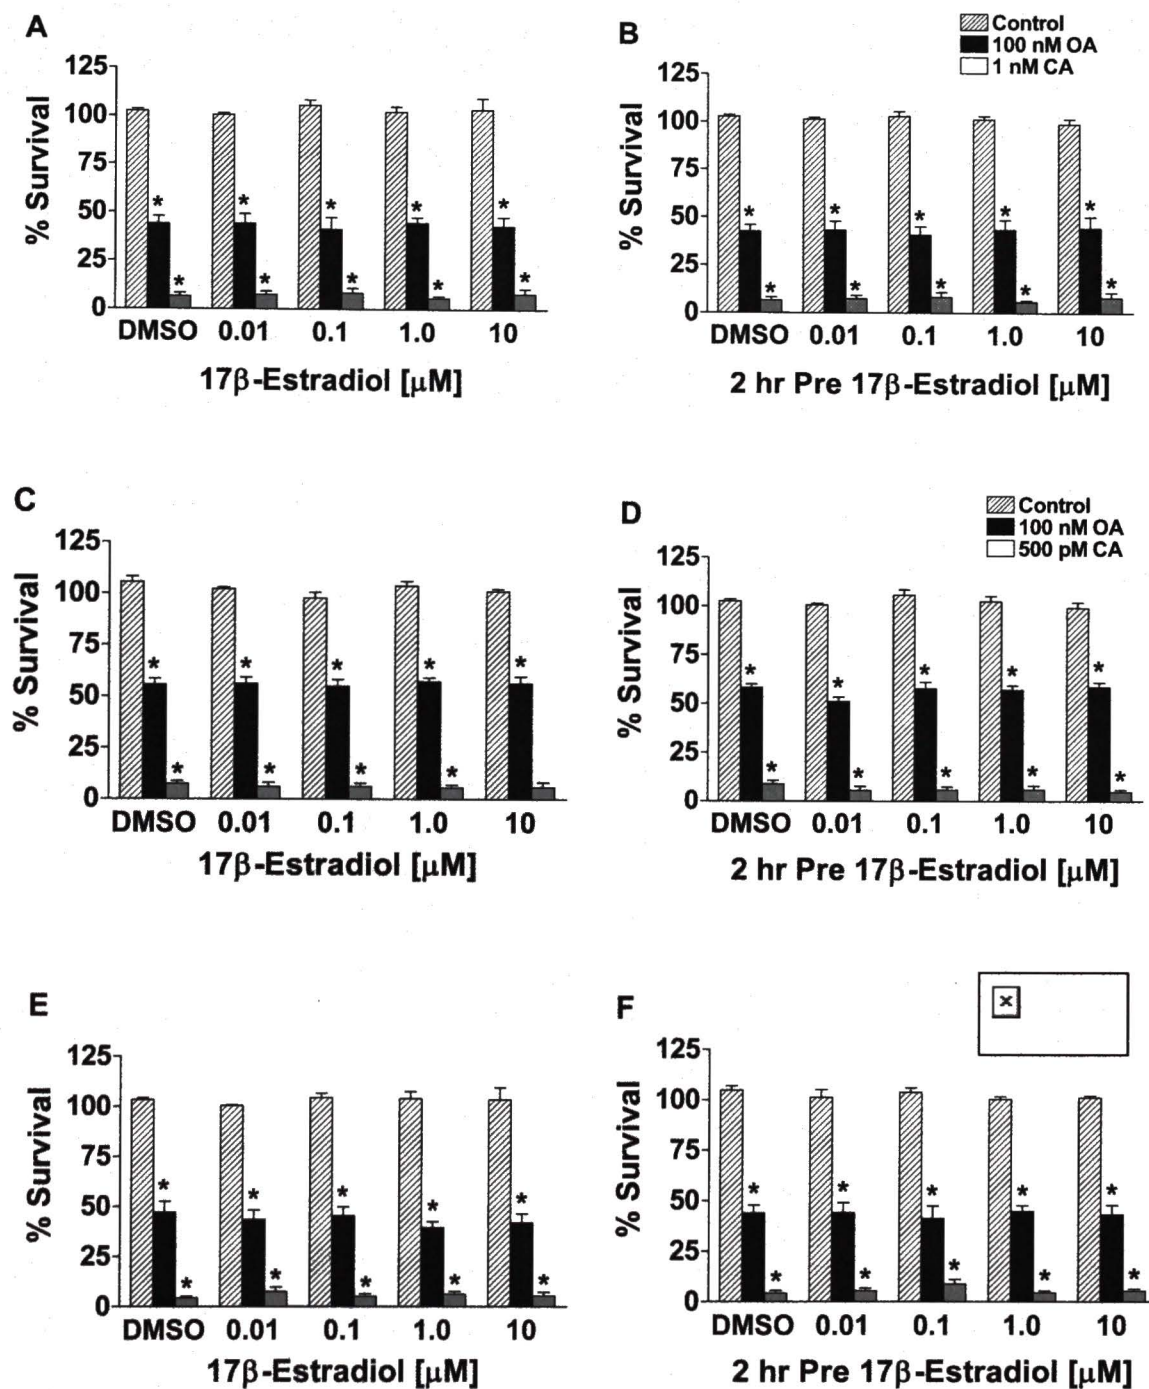 A
125
100
75
50
25
0
% Survival
* * * * * * * * * *
DMSO 0.01 0.1 1.0 10
17β-Estradiol [μM]
B
Control
100 nM OA
1 nM CA
125
100
75
50
25
0
% Survival
* * * * * * * * * *
DMSO 0.01 0.1 1.0 10
2 hr Pre 17β-Estradiol [μM]
C
125
100
75
50
25
0
% Survival
* * * * * * * * *
DMSO 0.01 0.1 1.0 10
17β-Estradiol [μM]
D
Control
100 nM OA
500 pM CA
125
100
75
50
25
0
% Survival
* * * * * * * * * *
DMSO 0.01 0.1 1.0 10
2 hr Pre 17β-Estradiol [μM]
E
125
100
75
50
25
0
% Survival
* * * * * * * * * *
DMSO 0.01 0.1 1.0 10
17β-Estradiol [μM]
F
125
100
75
50
25
0
% Survival
* * * * * * * * * *
DMSO 0.01 0.1 1.0 10
2 hr Pre 17β-Estradiol [μM]